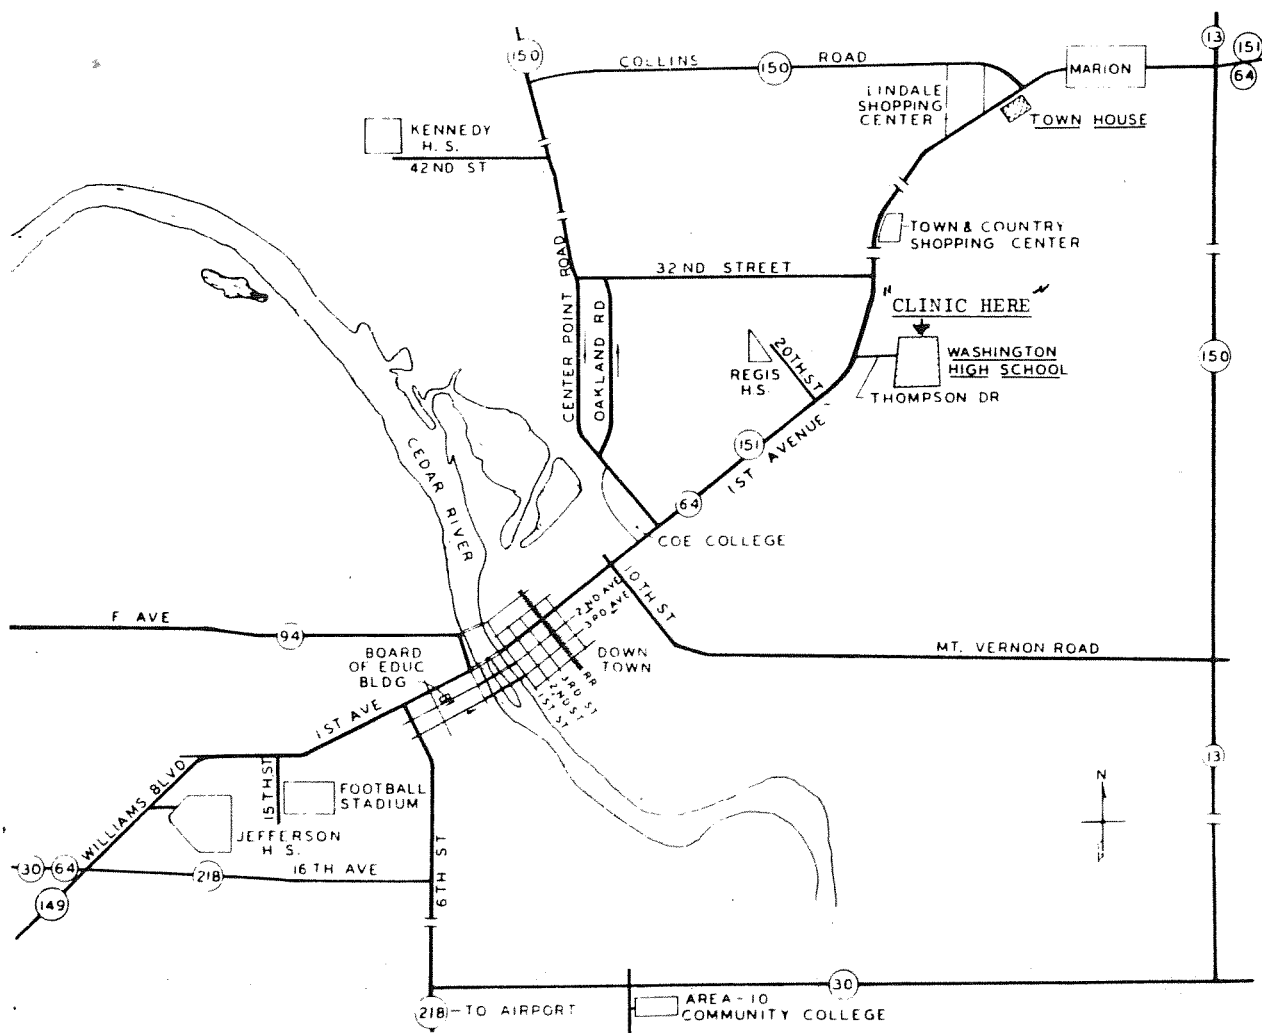 13
151
64
150
COLLINS
150
ROAD
MARION
LINDALE
SHOPPING
CENTER
TOWN HOUSE
KENNEDY
H. S.
42ND ST
TOWN & COUNTRY
SHOPPING CENTER
32ND STREET
CENTER POINT ROAD
OAKLAND RD
"CLINIC HERE"
WASHINGTON
HIGH SCHOOL
THOMPSON DR
150
REGIS
H.S.
20TH ST
151
1ST AVENUE
64
CEDAR RIVER
COE COLLEGE
10TH ST
2ND AVE
3RD AVE
F AVE
94
BOARD
OF EDUC
BLDG
DOWN
TOWN
RR
3RD ST
2ND ST
1ST ST
MT. VERNON ROAD
1ST AVE
13
N
WILLIAMS BLVD
15TH ST
FOOTBALL
STADIUM
JEFFERSON
H S.
30
64
218
16TH AVE
6TH ST
149
30
218
TO AIRPORT
AREA-10
COMMUNITY COLLEGE